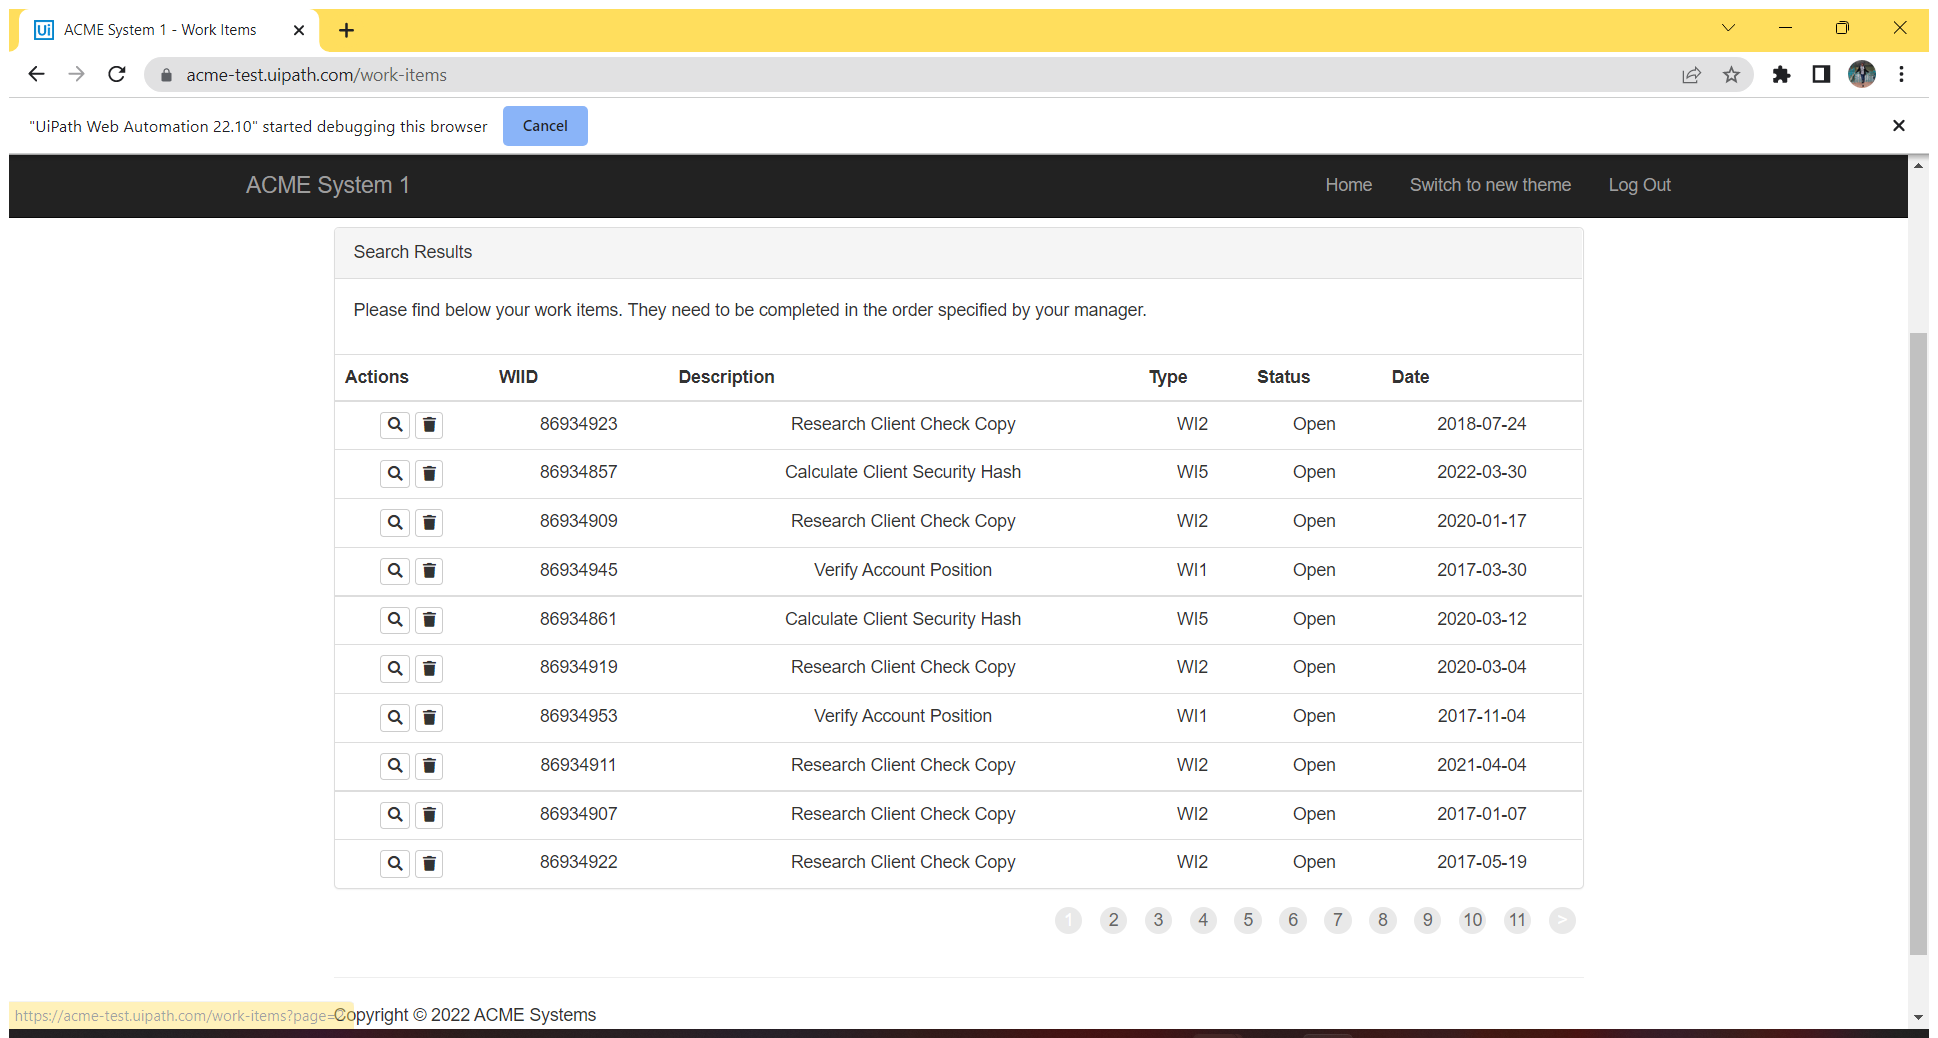 Ui ACME System 1 - Work Items
acme-test.uipath.com/work-items
"UiPath Web Automation 22.10" started debugging this browser Cancel
ACME System 1 Home Switch to new theme Log Out
Search Results
Please find below your work items. They need to be completed in the order specified by your manager.
Actions WIID Description Type Status Date
86934923 Research Client Check Copy WI2 Open 2018-07-24
86934857 Calculate Client Security Hash WI5 Open 2022-03-30
86934909 Research Client Check Copy WI2 Open 2020-01-17
86934945 Verify Account Position WI1 Open 2017-03-30
86934861 Calculate Client Security Hash WI5 Open 2020-03-12
86934919 Research Client Check Copy WI2 Open 2020-03-04
86934953 Verify Account Position WI1 Open 2017-11-04
86934911 Research Client Check Copy WI2 Open 2021-04-04
86934907 Research Client Check Copy WI2 Open 2017-01-07
86934922 Research Client Check Copy WI2 Open 2017-05-19
1 2 3 4 5 6 7 8 9 10 11 >
Copyright © 2022 ACME Systems
https://acme-test.uipath.com/work-items?page=2